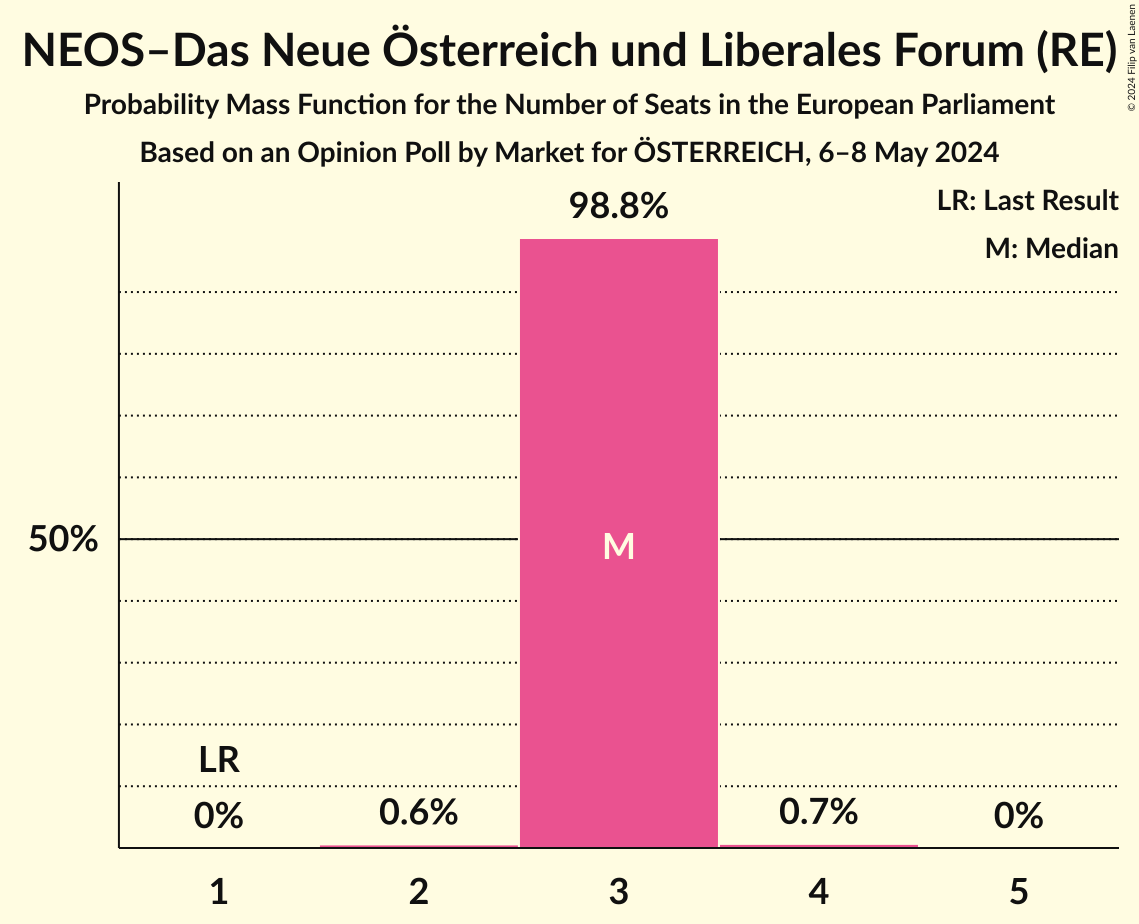 NEOS–Das Neue Österreich und Liberales Forum (RE)
Probability Mass Function for the Number of Seats in the European Parliament
Based on an Opinion Poll by Market for ÖSTERREICH, 6–8 May 2024
© 2024 Filip van Laenen
98.8%
LR: Last Result
M: Median
50%
M
LR
0%
0.6%
0.7%
0%
1
2
3
4
5